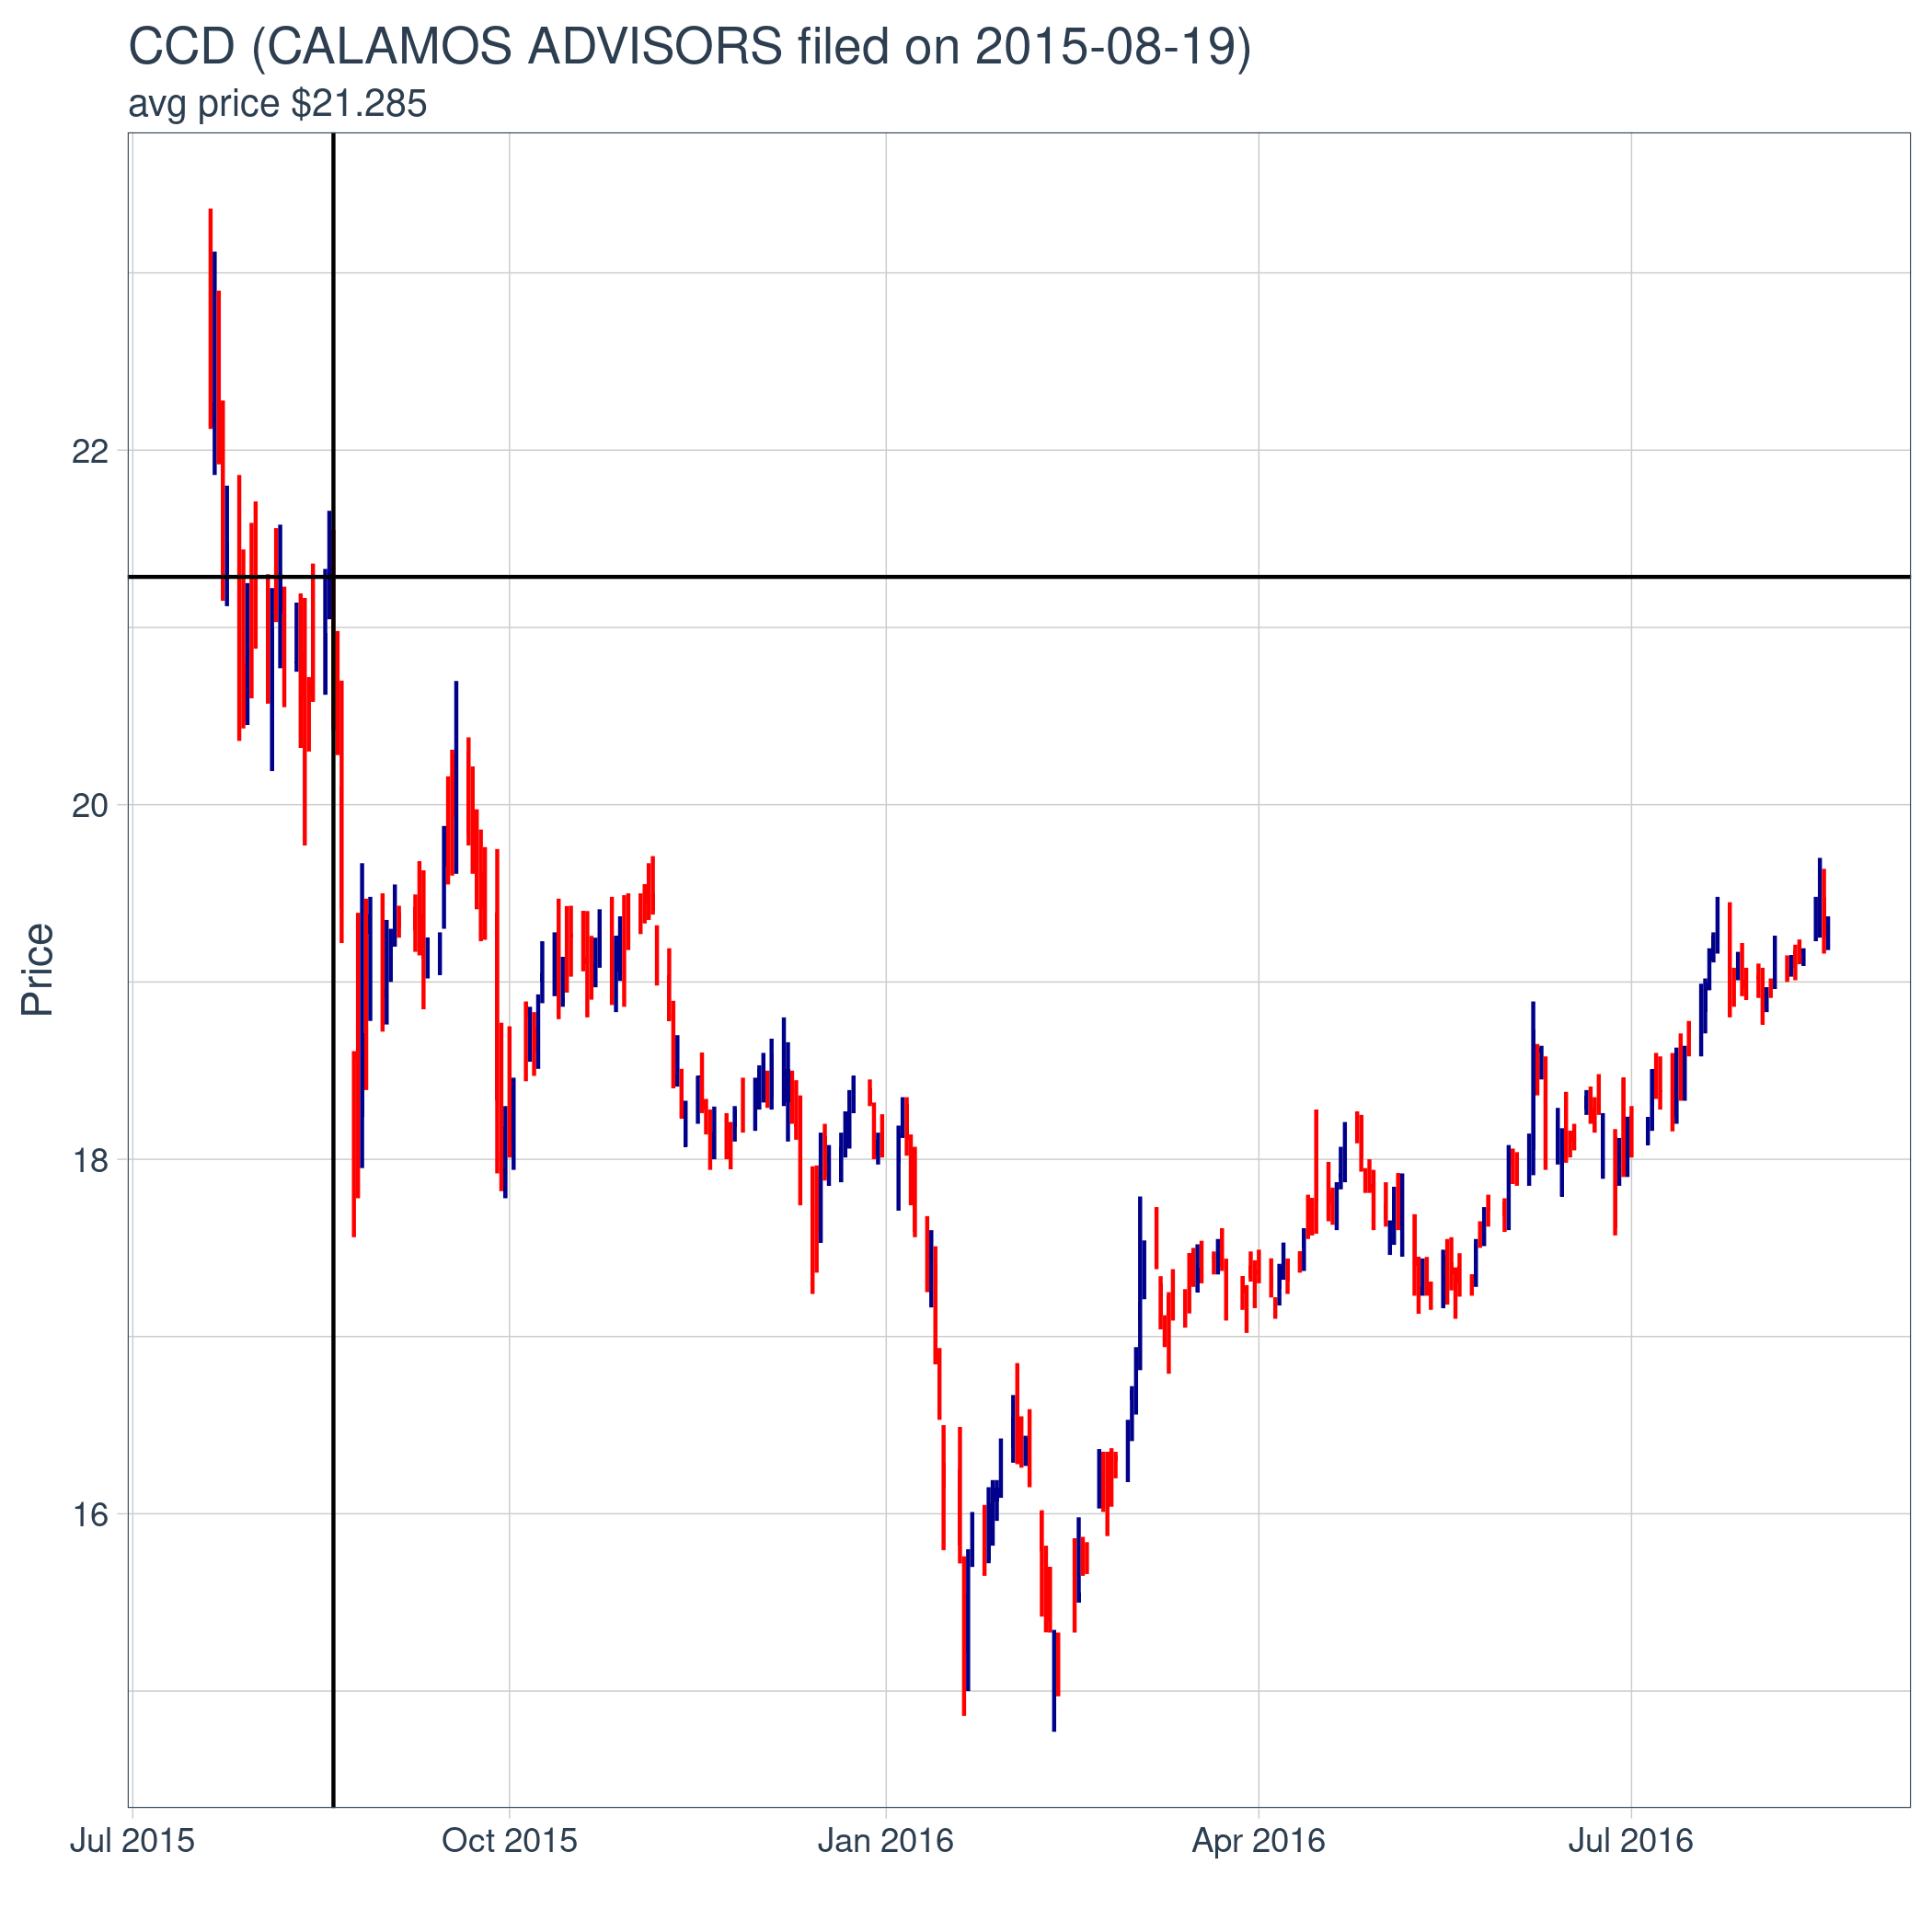 CCD (CALAMOS ADVISORS filed on 2015-08-19)
avg price $21.285
22
20
18
16
Price
Jul 2015 Oct 2015 Jan 2016 Apr 2016 Jul 2016